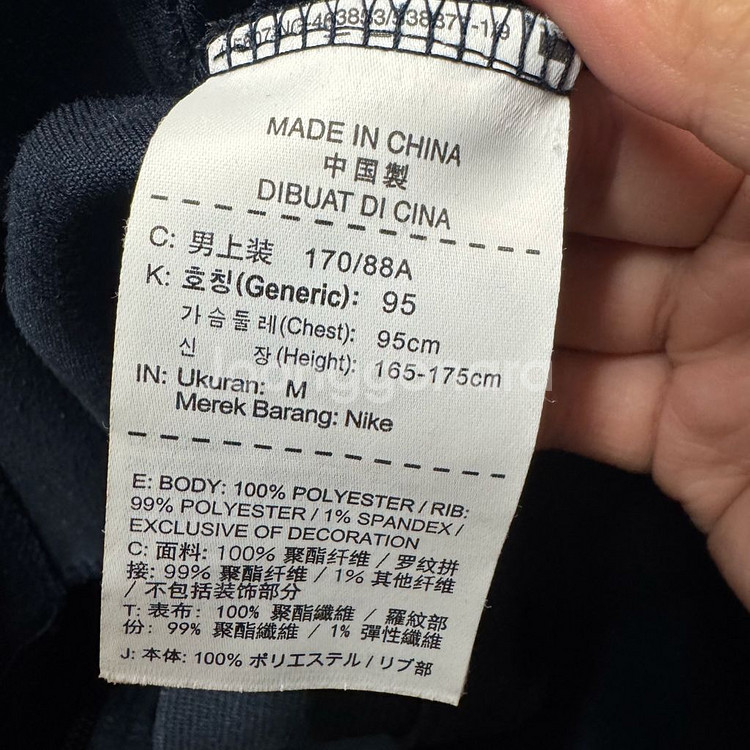 MADE IN CHINA
中国製
DIBUAT DI CINA
C: 男上装 170/88A
K: 호칭(Generic): 95
가슴둘레(Chest): 95cm
신 장(Height): 165-175cm
IN: Ukuran: M
Merek Barang: Nike
E: BODY: 100% POLYESTER / RIB:
99% POLYESTER / 1% SPANDEX /
EXCLUSIVE OF DECORATION
C: 面料: 100% 聚酯纤维 / 罗纹拼
接: 99% 聚酯纤维 / 1% 其他纤维
/ 不包括装饰部分
T: 表布: 100% 聚酯纖維 / 羅紋部
份: 99% 聚酯纖維 / 1% 彈性纖維
J: 本体: 100% ポリエステル / リブ部